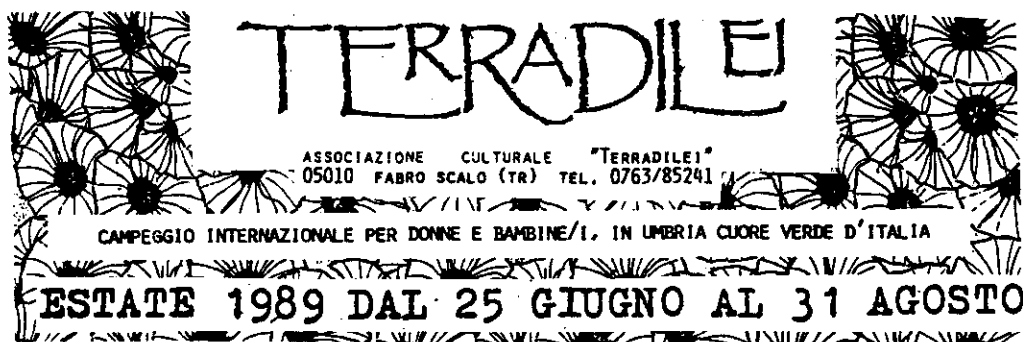 TERRADILEI
ASSOCIAZIONE CULTURALE "TERRADILEI"
05010 FABRO SCALO (TR) TEL. 0763/85241
CAMPEGGIO INTERNAZIONALE PER DONNE E BAMBINE/I. IN UMBRIA CUORE VERDE D'ITALIA
ESTATE 1989 DAL 25 GIUGNO AL 31 AGOSTO